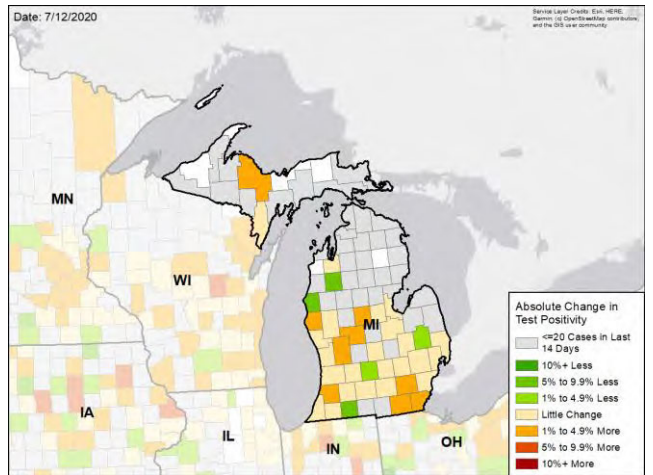 Date: 7/12/2020
Service Layer Credits: Esri, HERE,
Garmin, (c) OpenStreetMap contributors,
and the GIS user community
MN
WI
MI
IA
IL
IN
OH
Absolute Change in
Test Positivity
<=20 Cases in Last
14 Days
10%+ Less
5% to 9.9% Less
1% to 4.9% Less
Little Change
1% to 4.9% More
5% to 9.9% More
10%+ More